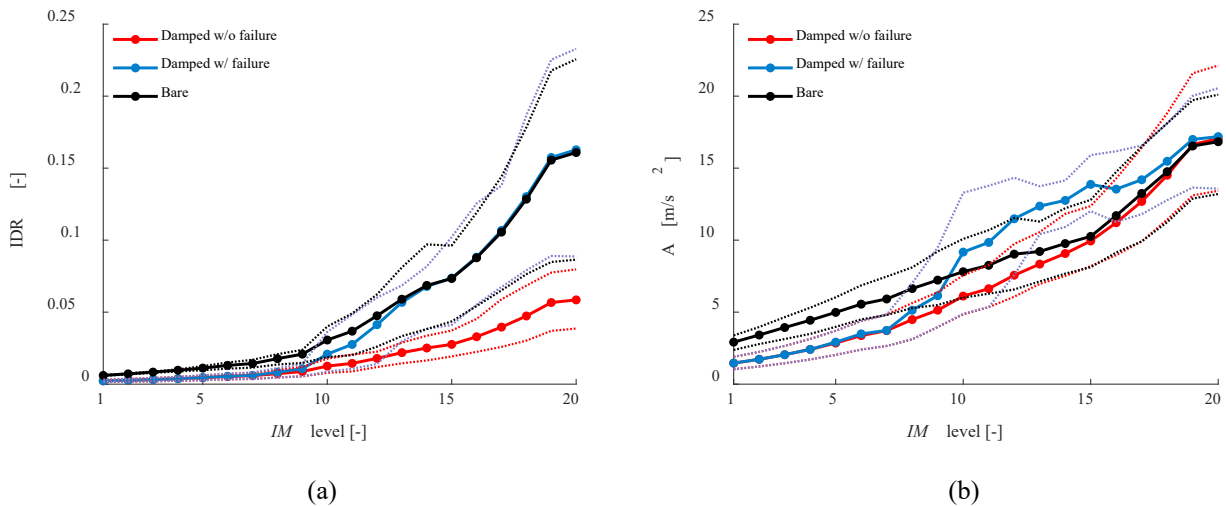 0.25
0.2
0.15
0.1
0.05
0
IDR [-]
Damped w/o failure
Damped w/ failure
Bare
1 5 10 15 20
IM level [-]
(a)
25
20
15
10
5
0
A [m/s 2 ]
Damped w/o failure
Damped w/ failure
Bare
1 5 10 15 20
IM level [-]
(b)